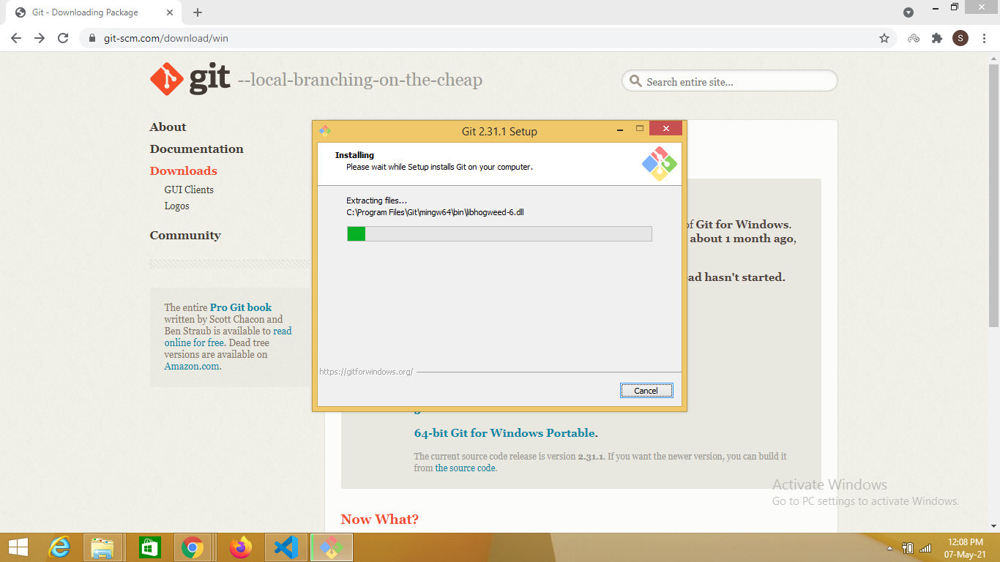 Git - Downloading Package
git-scm.com/download/win
S
git --local-branching-on-the-cheap
Search entire site...
About
Documentation
Downloads
GUI Clients
Logos
Community
The entire Pro Git book
written by Scott Chacon and
Ben Straub is available to read
online for free. Dead tree
versions are available on
Amazon.com.
Git 2.31.1 Setup
Installing
Please wait while Setup installs Git on your computer.
Extracting files...
C:\Program Files\Git\mingw64\bin\libhogweed-6.dll
https://gitforwindows.org/
Cancel
of Git for Windows.
about 1 month ago,
hasn't started.
64-bit Git for Windows Portable.
The current source code release is version 2.31.1. If you want the newer version, you can build it
from the source code.
Now What?
Activate Windows
Go to PC settings to activate Windows.
12:08 PM
07-May-21